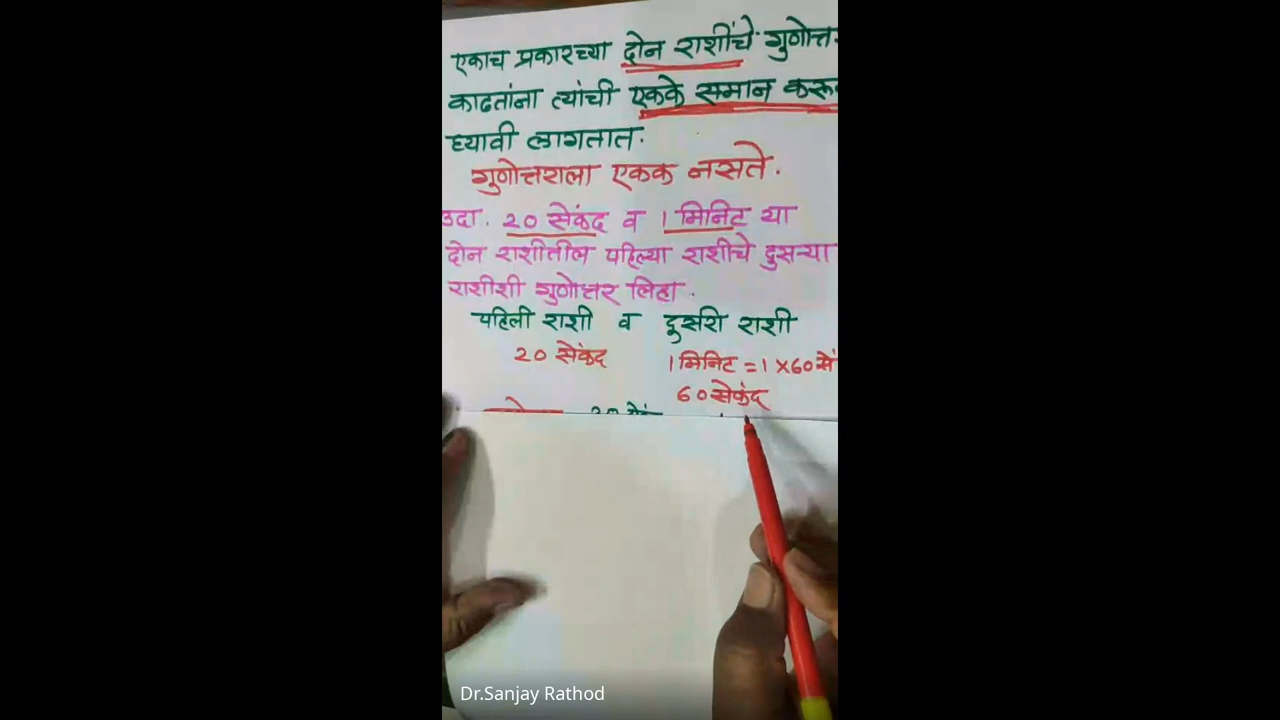 एकाच प्रकारच्या दोन राशींचे गुणोत्त
काढतांना त्यांची एकके समान करू
घ्यावी लागतात.
गुणोत्तराला एकक नसते.
उदा. 20 सेकंद व 1 मिनिट या
दोन राशीतील पहिल्या राशीचे दुसऱ्या
राशीशी गुणोत्तर लिहा.
पहिली राशी व दुसरी राशी
20 सेकंद 1 मिनिट = 1 × 60 सें
60 सेकुंद
Dr.Sanjay Rathod